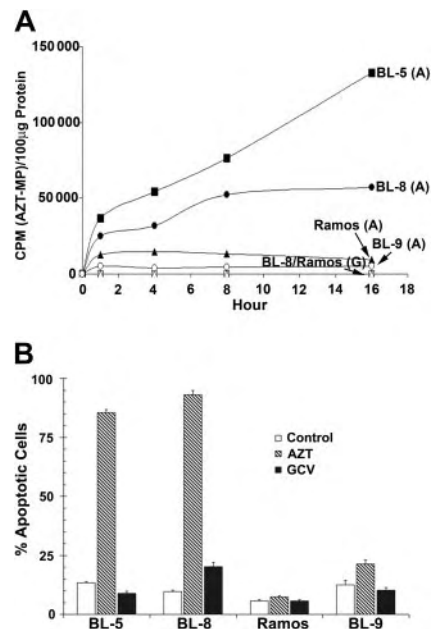 A
CPM (AZT-MP)/100µg Protein
150 000
100 000
50 000
0
BL-5 (A)
BL-8 (A)
Ramos (A)
BL-9 (A)
BL-8/Ramos (G)
0 2 4 6 8 10 12 14 16 18
Hour
B
% Apoptotic Cells
100
75
50
25
0
Control
AZT
GCV
BL-5 BL-8 Ramos BL-9